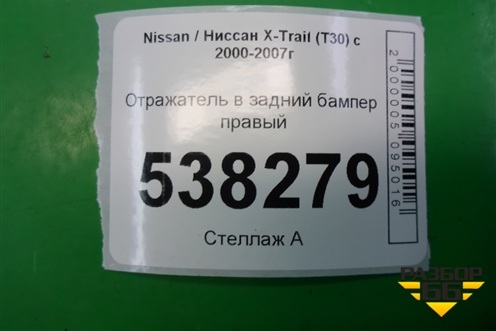 Nissan / Ниссан X-Trail (T30) с
2000-2007г
Отражатель в задний бампер
правый
538279
Стеллаж А
2000005095016
РАЗБОР
66